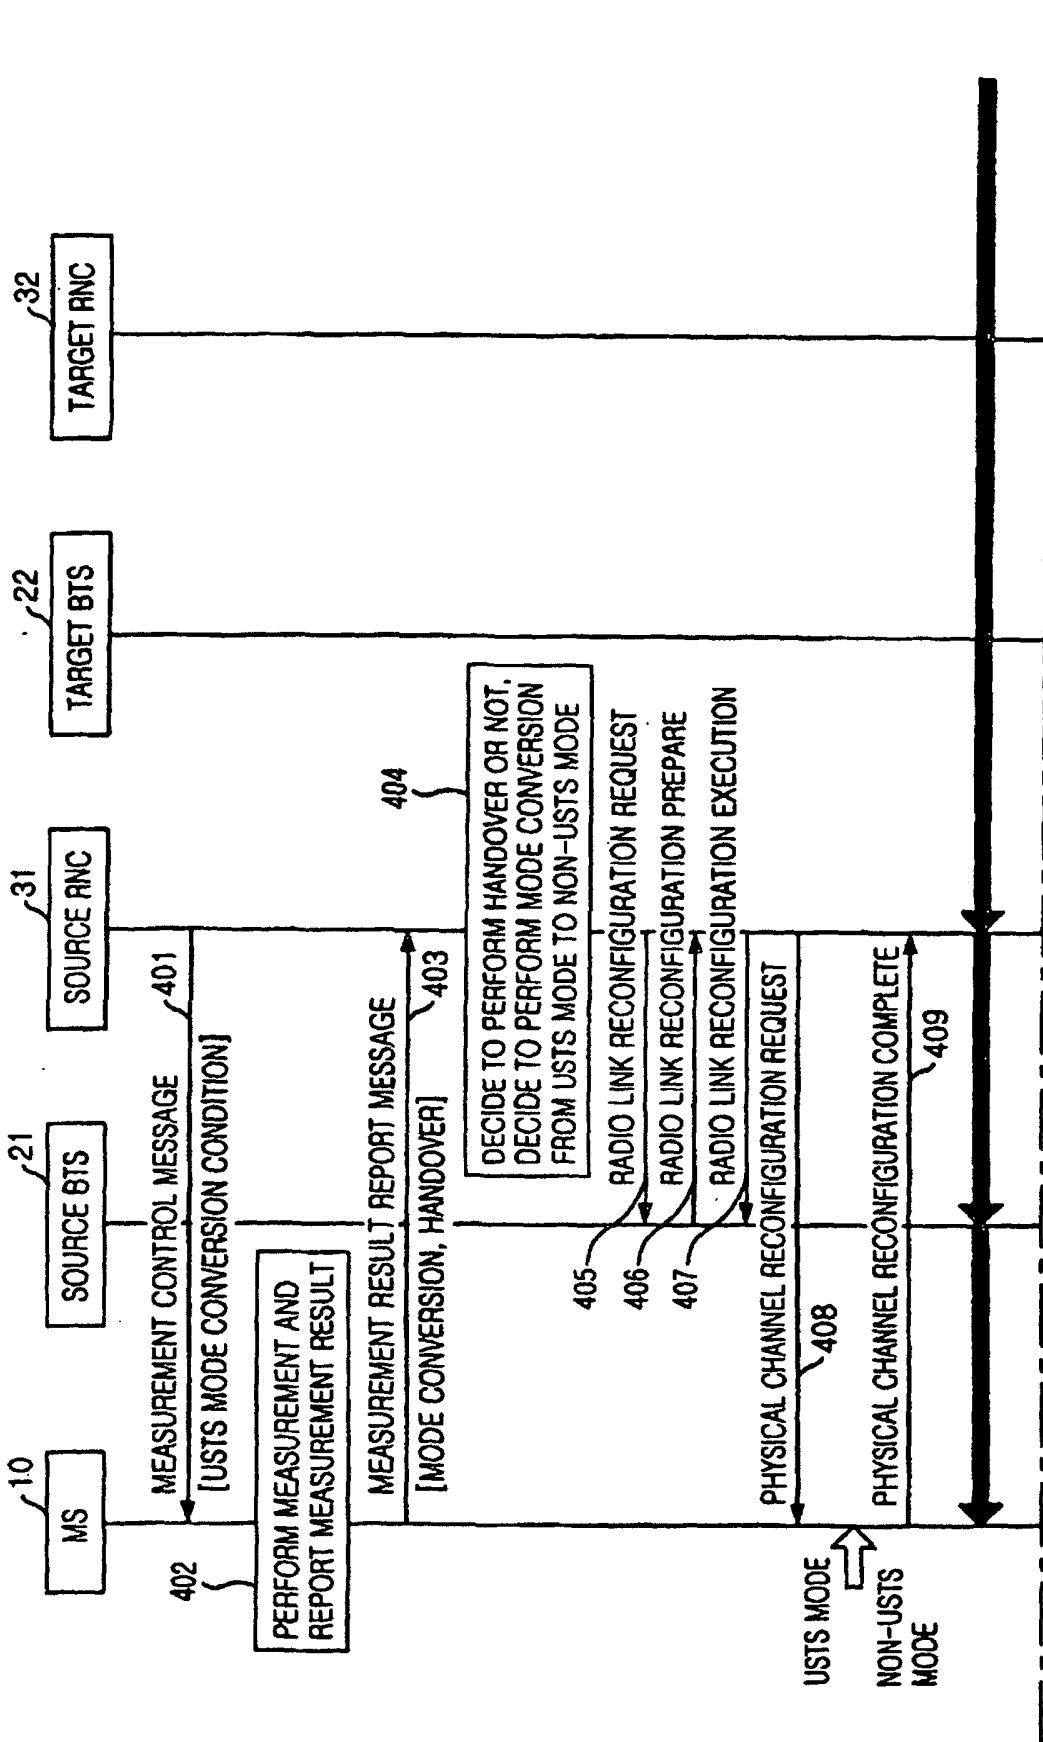 10
MS
21
SOURCE BTS
31
SOURCE RNC
22
TARGET BTS
32
TARGET RNC
MEASUREMENT CONTROL MESSAGE
401
[USTS MODE CONVERSION CONDITION]
402
PERFORM MEASUREMENT AND
REPORT MEASUREMENT RESULT
MEASUREMENT RESULT REPORT MESSAGE
403
[MODE CONVERSION, HANDOVER]
404
DECIDE TO PERFORM HANDOVER OR NOT,
DECIDE TO PERFORM MODE CONVERSION
FROM USTS MODE TO NON-USTS MODE
405
RADIO LINK RECONFIGURATION REQUEST
406
RADIO LINK RECONFIGURATION PREPARE
407
RADIO LINK RECONFIGURATION EXECUTION
PHYSICAL CHANNEL RECONFIGURATION REQUEST
408
USTS MODE
NON-USTS
MODE
PHYSICAL CHANNEL RECONFIGURATION COMPLETE
409